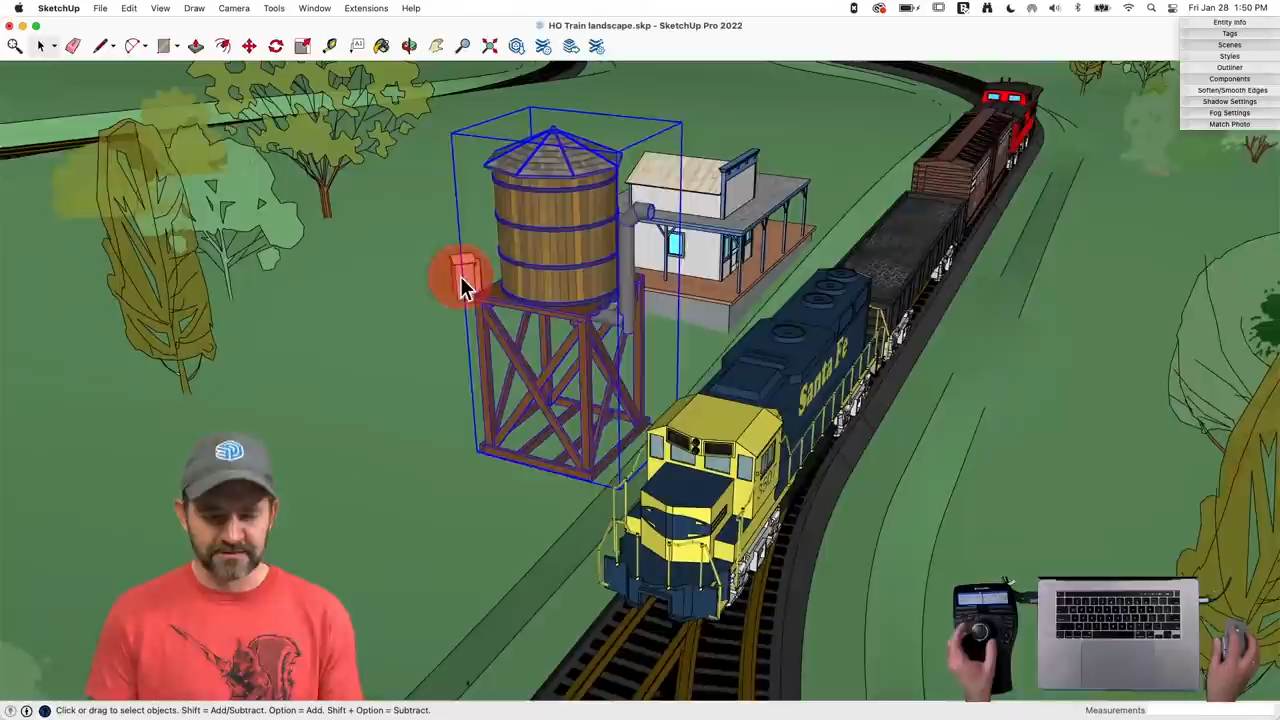 SketchUp File Edit View Draw Camera Tools Window Extensions Help
Fri Jan 28 1:50 PM
HO Train landscape.skp - SketchUp Pro 2022
Entity Info
Tags
Scenes
Styles
Outliner
Components
Soften/Smooth Edges
Shadow Settings
Fog Settings
Match Photo
Santa Fe
Click or drag to select objects. Shift = Add/Subtract. Option = Add. Shift + Option = Subtract.
Measurements